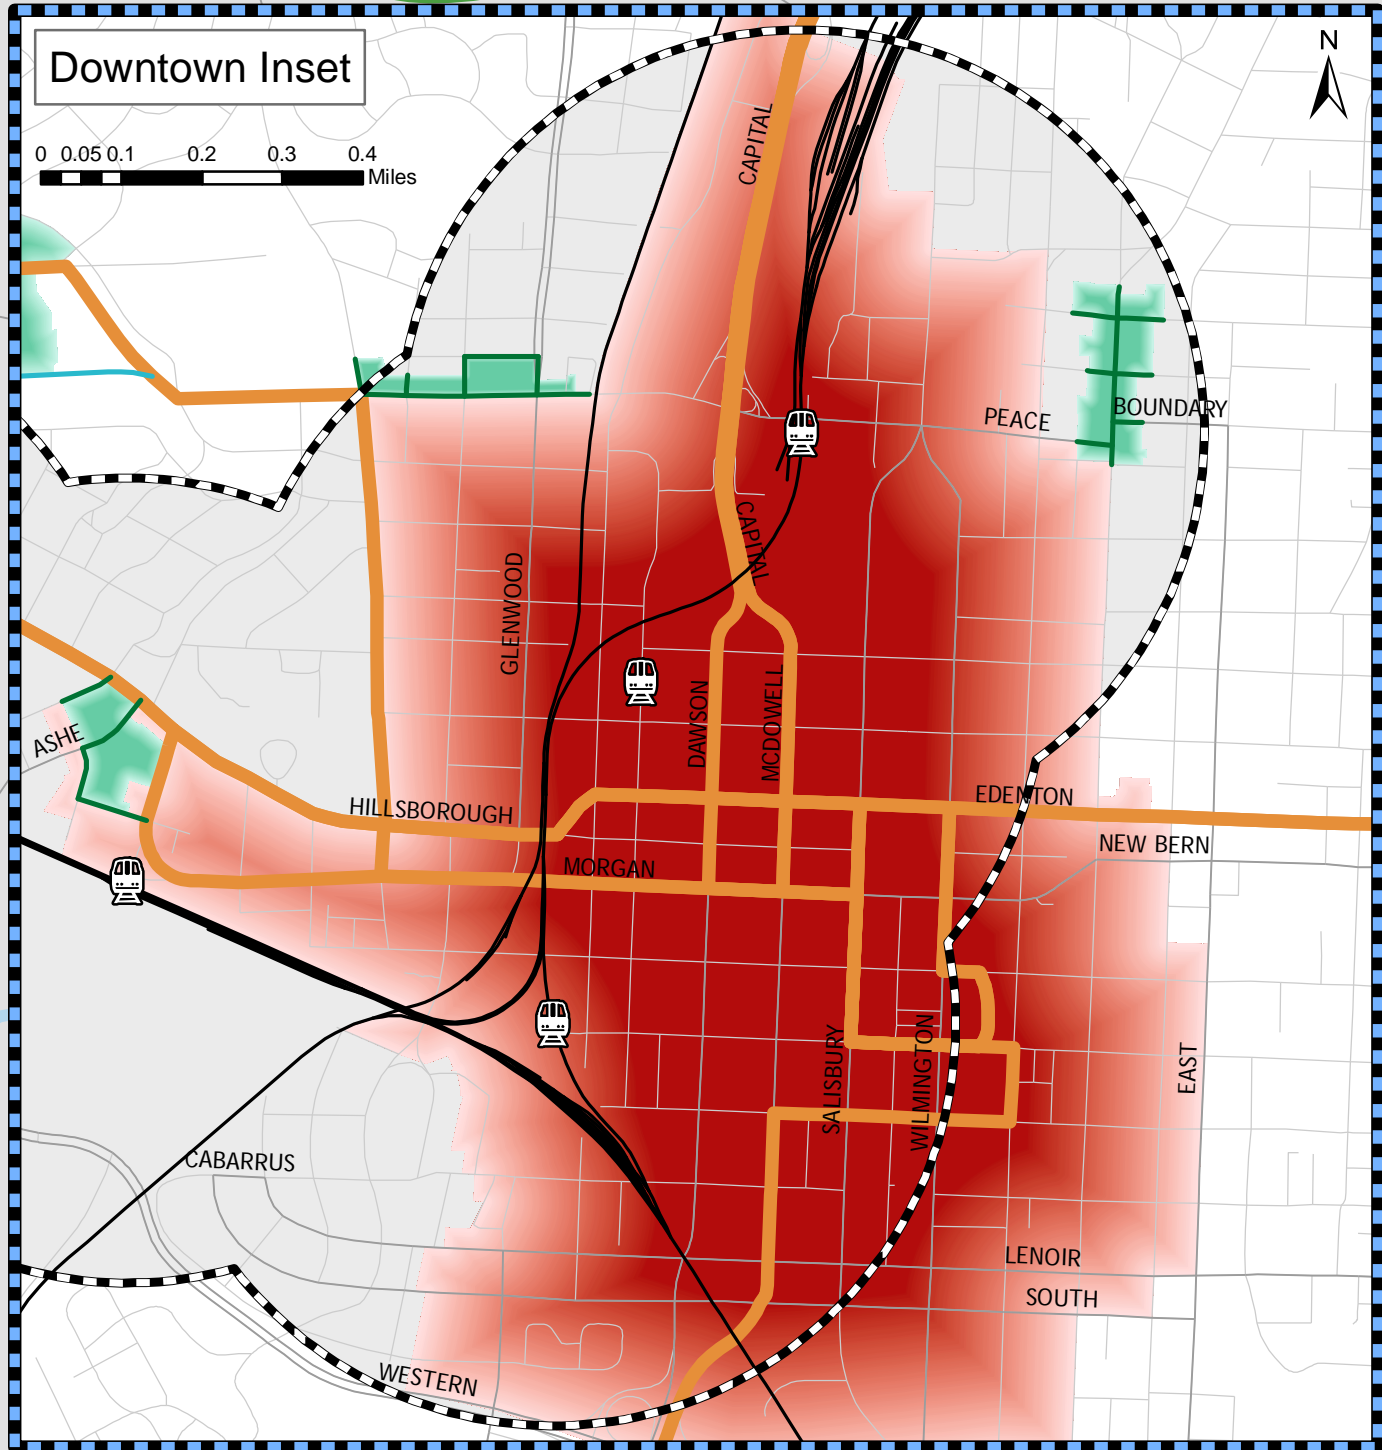 Downtown Inset
N
0 0.05 0.1 0.2 0.3 0.4
Miles
CAPITAL
PEACE
BOUNDARY
CAPITAL
GLENWOOD
DAWSON
MCDOWELL
ASHE
HILLSBOROUGH
EDENTON
NEW BERN
MORGAN
SALISBURY
WILMINGTON
EAST
CABARRUS
LENOIR
SOUTH
WESTERN